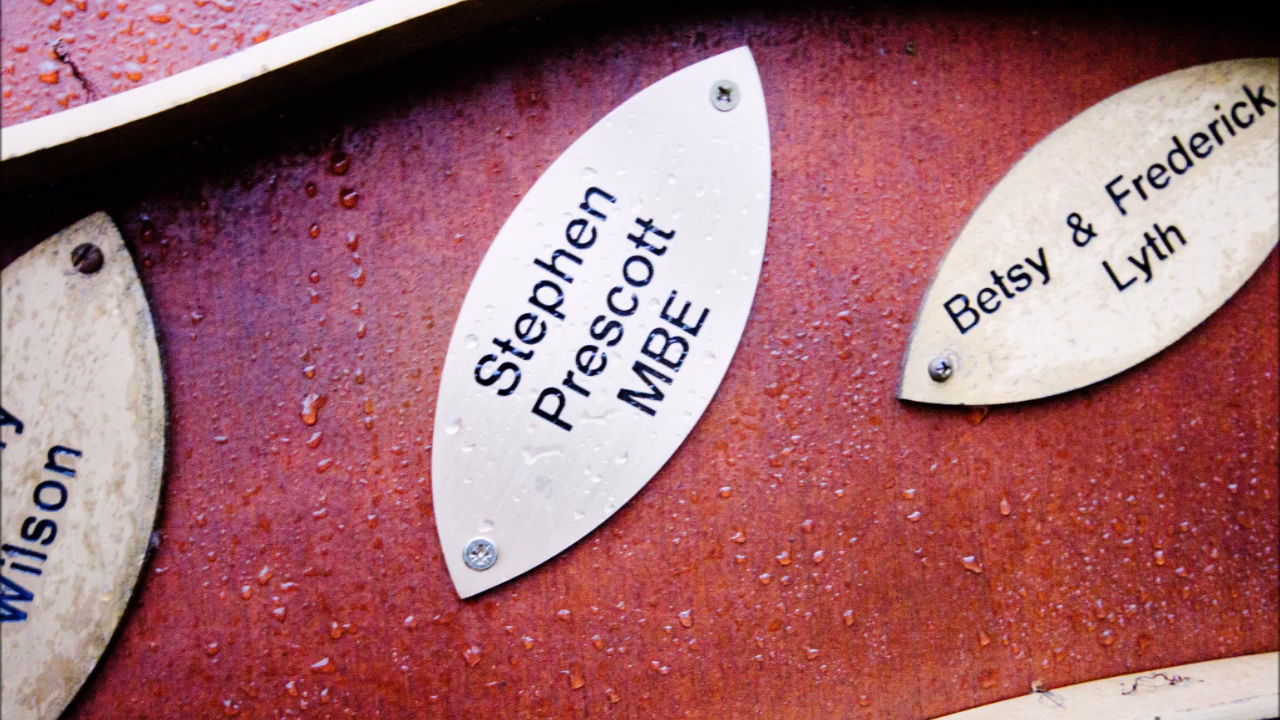 Wilson
Stephen
Prescott
MBE
Betsy & Frederick
Lyth